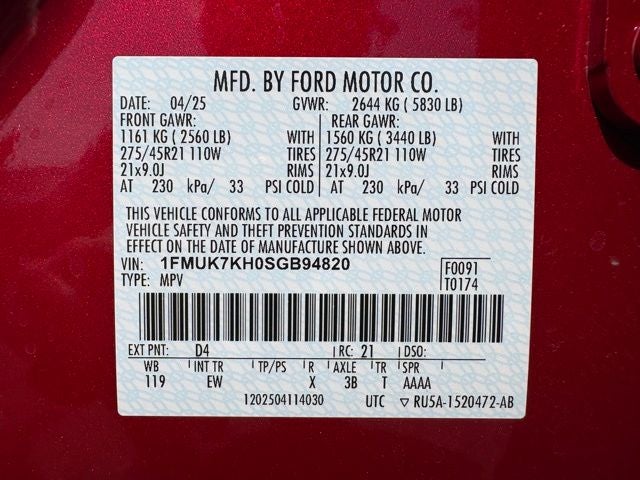 MFD. BY FORD MOTOR CO.
DATE: 04/25 GVWR: 2644 KG ( 5830 LB)
FRONT GAWR: REAR GAWR:
1161 KG ( 2560 LB) WITH 1560 KG ( 3440 LB) WITH
275/45R21 110W TIRES 275/45R21 110W TIRES
21x9.0J RIMS 21x9.0J RIMS
AT 230 kPa/ 33 PSI COLD AT 230 kPa/ 33 PSI COLD
THIS VEHICLE CONFORMS TO ALL APPLICABLE FEDERAL MOTOR
VEHICLE SAFETY AND THEFT PREVENTION STANDARDS IN
EFFECT ON THE DATE OF MANUFACTURE SHOWN ABOVE.
VIN: 1FMUK7KH0SGB94820 F0091
TYPE: MPV T0174
EXT PNT: D4 RC: 21 DSO:
WB INT TR TP/PS R AXLE TR SPR
119 EW X 3B T AAAA
1202504114030 UTC ▽ RU5A-1520472-AB